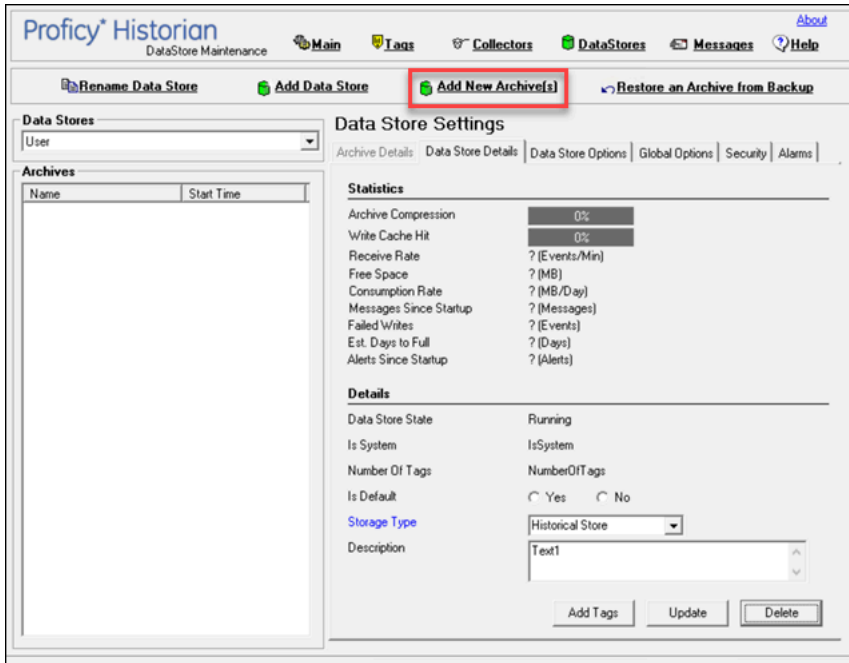 About
Proficy* Historian
DataStore Maintenance
Main Tags Collectors DataStores Messages Help
Rename Data Store Add Data Store Add New Archive[s] Restore an Archive from Backup
Data Stores
User
Archives
Name Start Time
Data Store Settings
Archive Details Data Store Details Data Store Options Global Options Security Alarms
Statistics
Archive Compression 0%
Write Cache Hit 0%
Receive Rate ? (Events/Min)
Free Space ? (MB)
Consumption Rate ? (MB/Day)
Messages Since Startup ? (Messages)
Failed Writes ? (Events)
Est. Days to Full ? (Days)
Alerts Since Startup ? (Alerts)
Details
Data Store State Running
Is System IsSystem
Number Of Tags NumberOfTags
Is Default Yes No
Storage Type Historical Store
Description Text1
Add Tags Update Delete